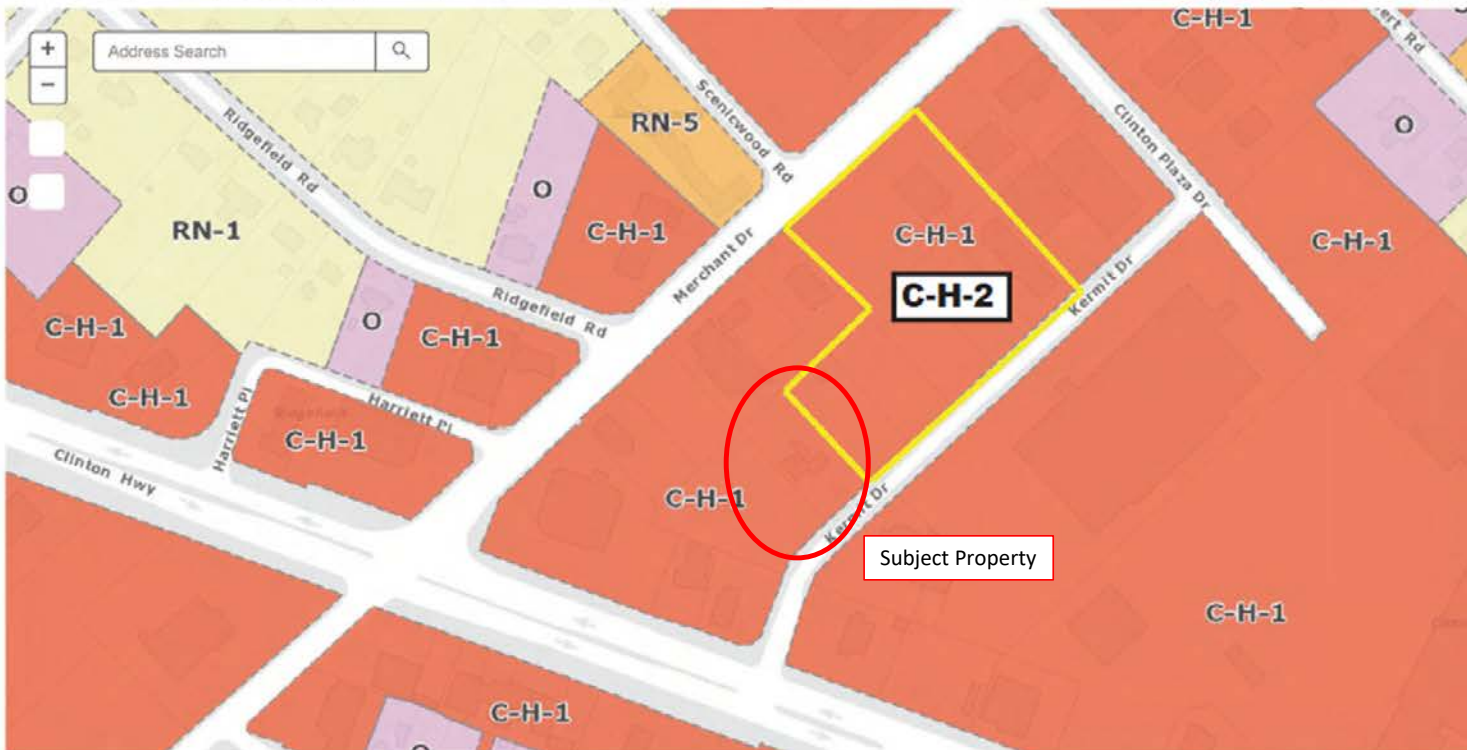 +
Address Search
−
C-H-1
ert Rd
Scenicwood Rd
RN-5
Ridgefield Rd
Clinton Plaza Dr
O
O
O
RN-1
C-H-1
C-H-1
C-H-1
Merchant Dr
C-H-2
Kermit Dr
Ridgefield Rd
O
C-H-1
C-H-1
C-H-1
Harriett Pl
Harriett Pl
C-H-1
Clinton Hwy
C-H-1
Kermit Dr
Subject Property
C-H-1
C-H-1
O